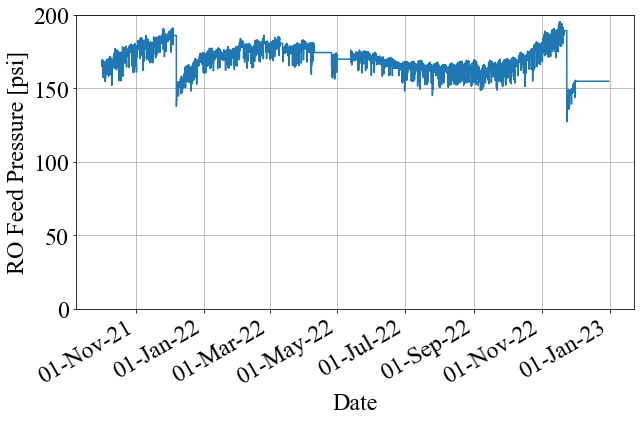 RO Feed Pressure [psi]
200
150
100
50
0
01-Nov-21
01-Jan-22
01-Mar-22
01-May-22
01-Jul-22
01-Sep-22
01-Nov-22
01-Jan-23
Date